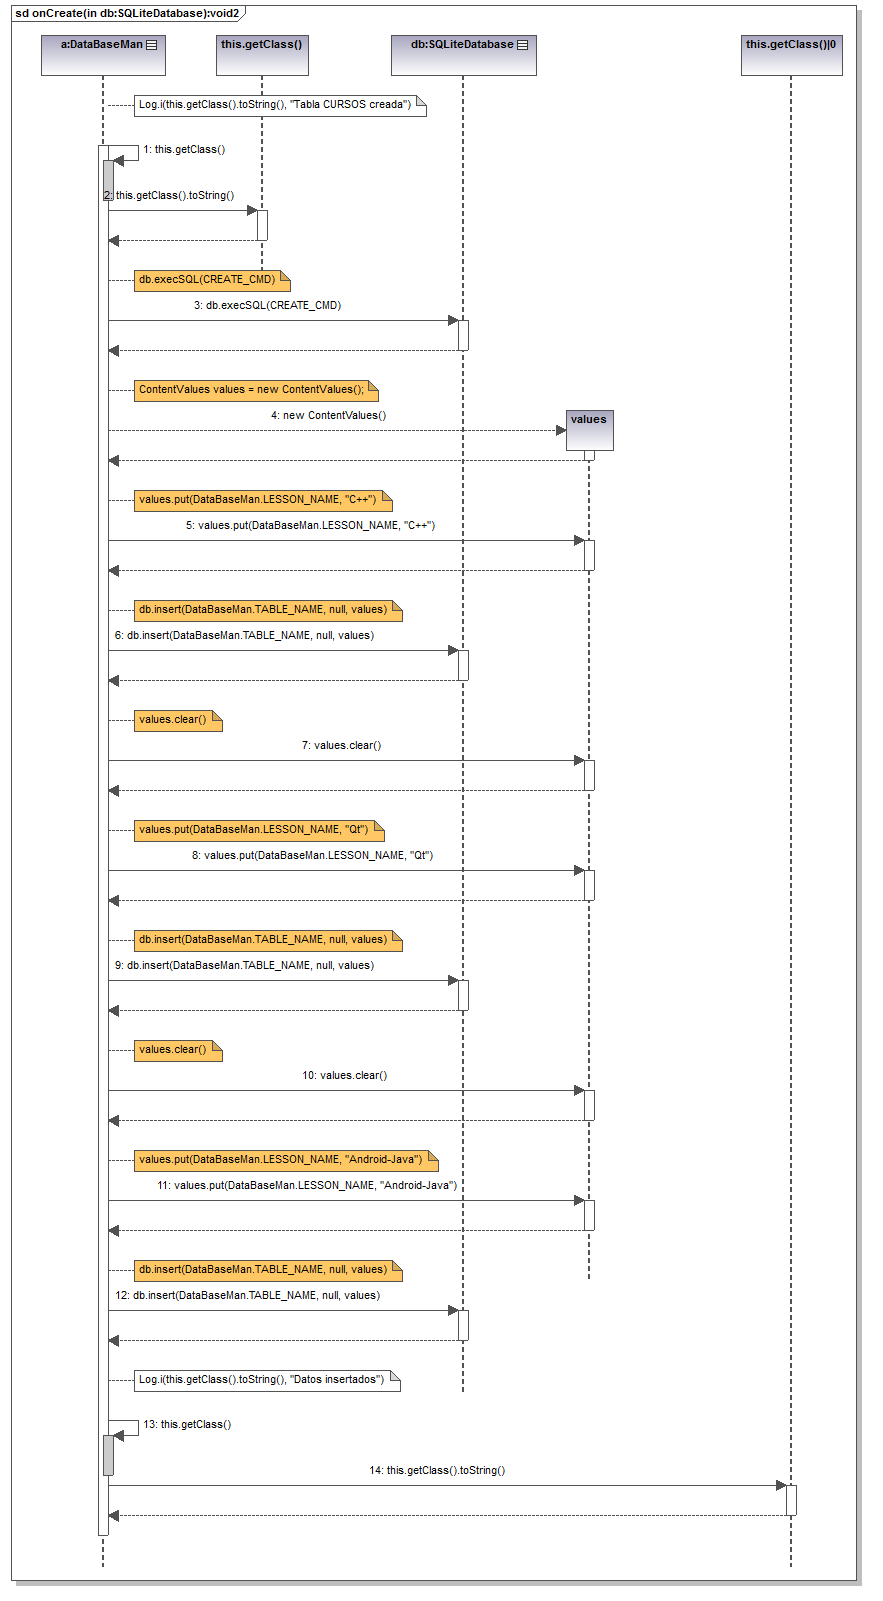 sd onCreate(in db:SQLiteDatabase):void2
a:DataBaseMan
this.getClass()
db:SQLiteDatabase
this.getClass()|0
Log.i(this.getClass().toString(), "Tabla CURSOS creada")
1: this.getClass()
2: this.getClass().toString()
db.execSQL(CREATE_CMD)
3: db.execSQL(CREATE_CMD)
ContentValues values = new ContentValues();
4: new ContentValues()
values
values.put(DataBaseMan.LESSON_NAME, "C++")
5: values.put(DataBaseMan.LESSON_NAME, "C++")
db.insert(DataBaseMan.TABLE_NAME, null, values)
6: db.insert(DataBaseMan.TABLE_NAME, null, values)
values.clear()
7: values.clear()
values.put(DataBaseMan.LESSON_NAME, "Qt")
8: values.put(DataBaseMan.LESSON_NAME, "Qt")
db.insert(DataBaseMan.TABLE_NAME, null, values)
9: db.insert(DataBaseMan.TABLE_NAME, null, values)
values.clear()
10: values.clear()
values.put(DataBaseMan.LESSON_NAME, "Android-Java")
11: values.put(DataBaseMan.LESSON_NAME, "Android-Java")
db.insert(DataBaseMan.TABLE_NAME, null, values)
12: db.insert(DataBaseMan.TABLE_NAME, null, values)
Log.i(this.getClass().toString(), "Datos insertados")
13: this.getClass()
14: this.getClass().toString()